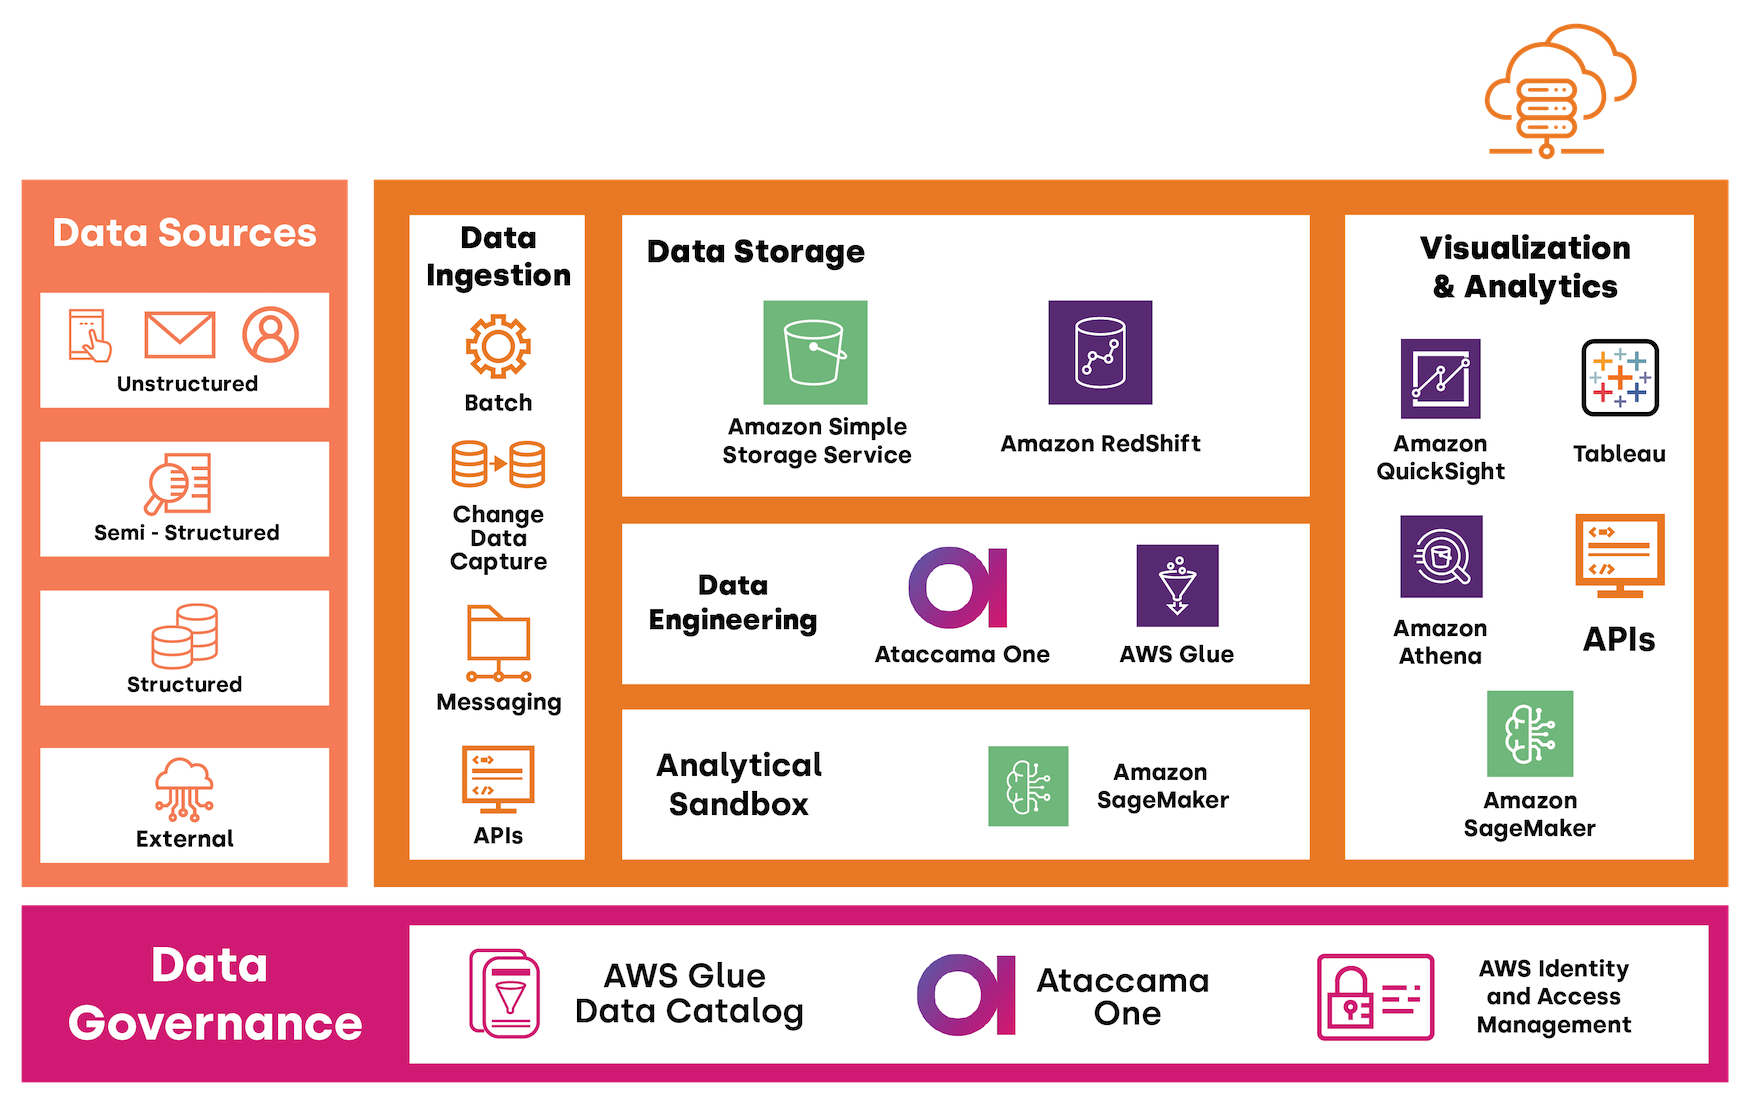 Data Sources
Unstructured
Semi - Structured
Structured
External
Data
Ingestion
Batch
Change
Data
Capture
Messaging
APIs
Data Storage
Amazon Simple
Storage Service
Amazon RedShift
Data
Engineering
Ataccama One
AWS Glue
Analytical
Sandbox
Amazon
SageMaker
Visualization
& Analytics
Amazon
QuickSight
Tableau
Amazon
Athena
APIs
Amazon
SageMaker
Data
Governance
AWS Glue
Data Catalog
Ataccama
One
AWS Identity
and Access
Management